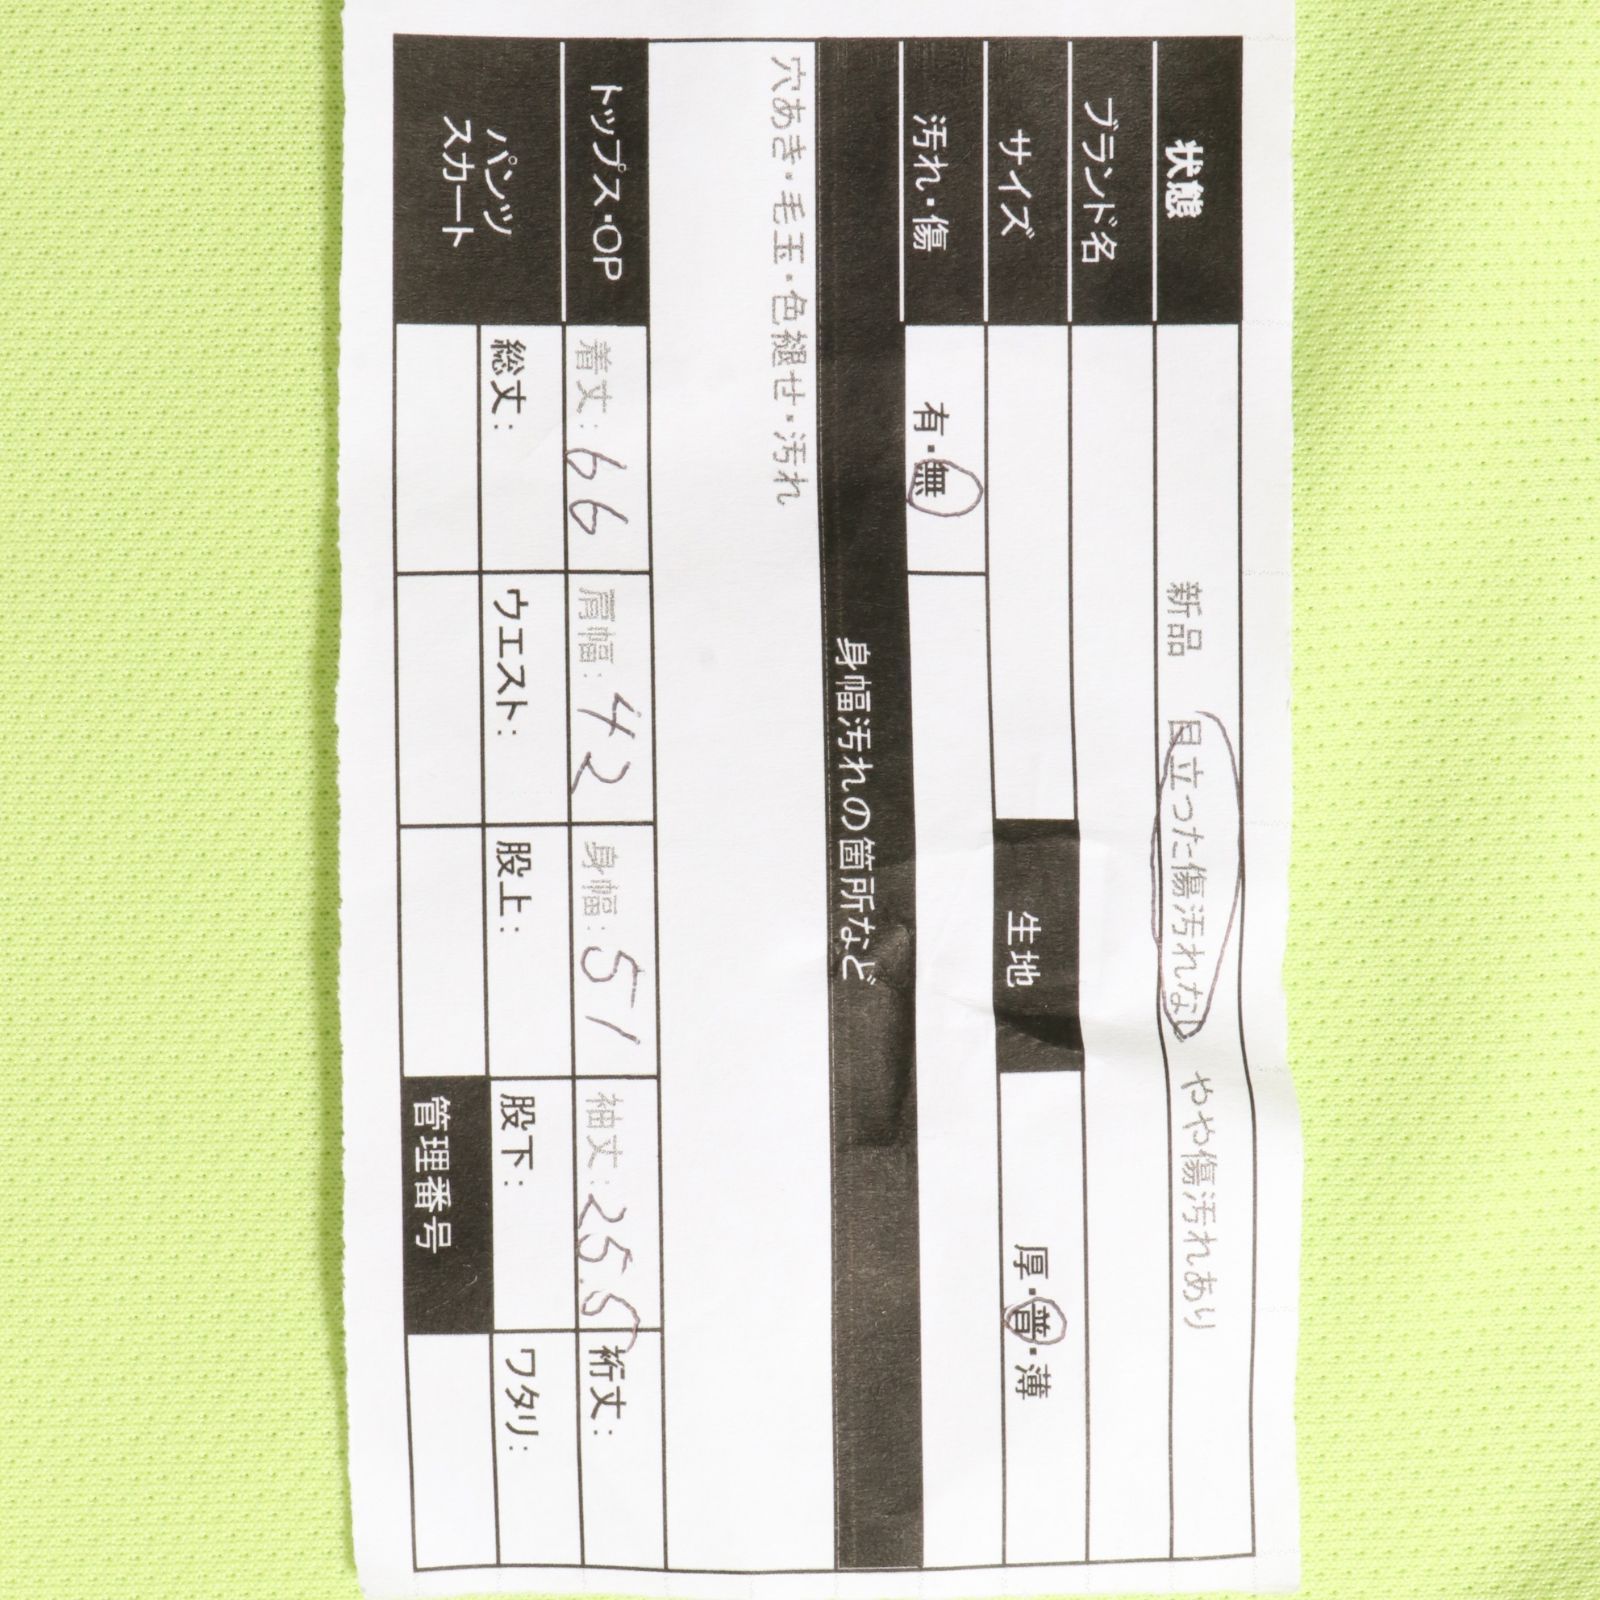 状態 新品 目立った傷汚れなし やや傷汚れあり
ブランド名
サイズ 生地 厚・普・薄
汚れ・傷 有・無
身幅汚れの箇所など
穴あき・毛玉・色褪せ・汚れ
トップス・OP 着丈: 66 肩幅: 42 身幅: 51 袖丈: 25.5 裄丈:
パンツ スカート 総丈: ウエスト: 股上: 股下: ワタリ:
管理番号